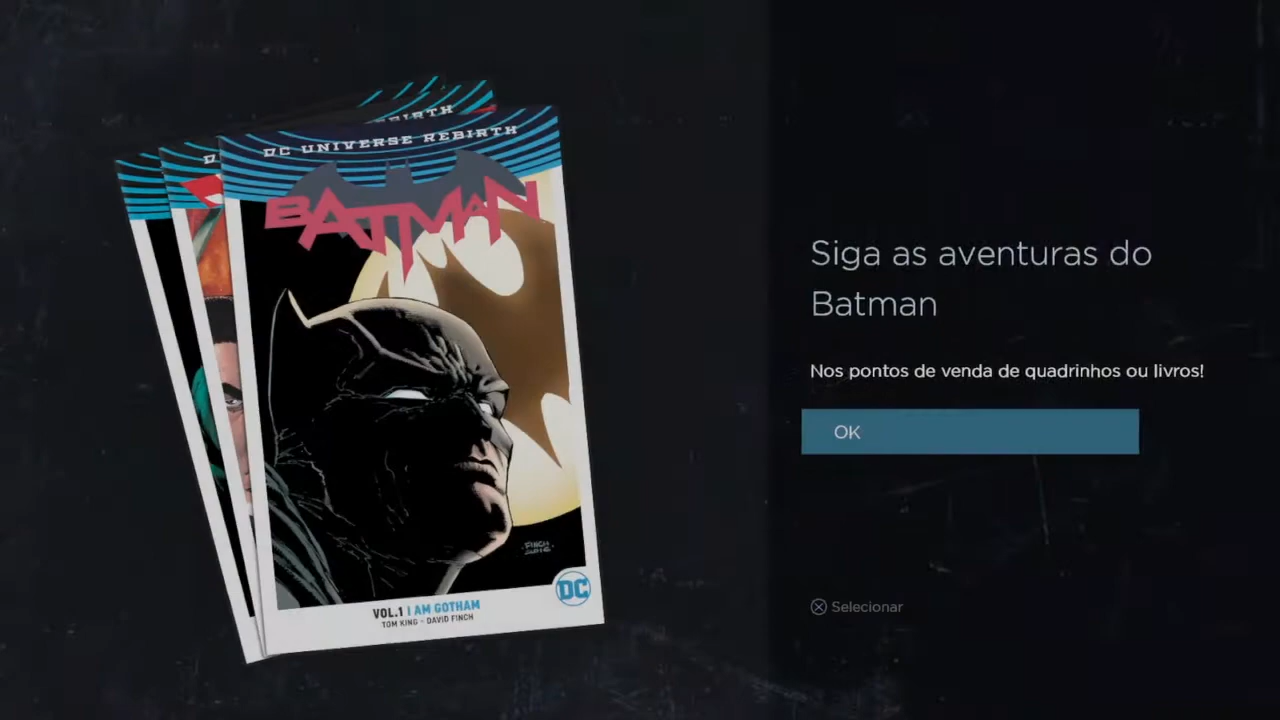 BIRTH
D
DC UNIVERSE REBIRTH
BATMAN
FINCH
VOL.1 I AM GOTHAM
TOM KING - DAVID FINCH
DC
Siga as aventuras do
Batman
Nos pontos de venda de quadrinhos ou livros!
OK
Selecionar